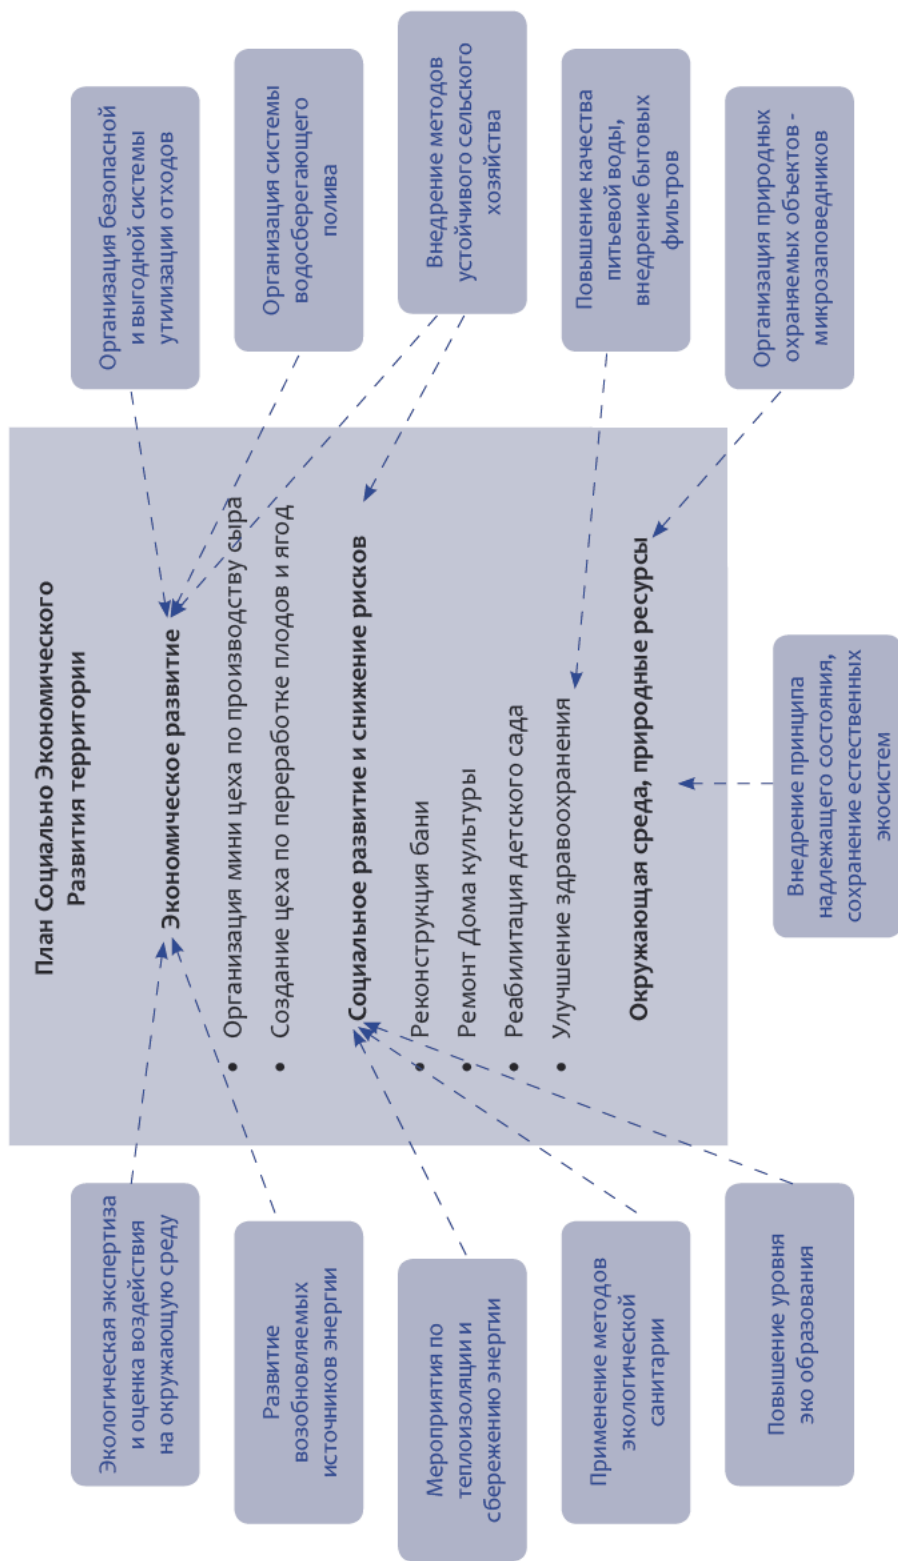 План Социально Экономического
Развития территории
Экологическая экспертиза
и оценка воздействия
на окружающую среду
Развитие
возобновляемых
источников энергии
Мероприятия по
теплоизоляции и
сбережению энергии
Применение методов
экологической
санитарии
Повышение уровня
эко образования
Экономическое развитие
• Организация мини цеха по производству сыра
• Создание цеха по переработке плодов и ягод
Социальное развитие и снижение рисков
• Реконструкция бани
• Ремонт Дома культуры
• Реабилитация детского сада
• Улучшение здравоохранения
Окружающая среда, природные ресурсы
Организация безопасной
и выгодной системы
утилизации отходов
Организация системы
водосберегающего
полива
Внедрение методов
устойчивого сельского
хозяйства
Повышение качества
питьевой воды,
внедрение бытовых
фильтров
Организация природных
охраняемых объектов -
микрозаповедников
Внедрение принципа
надлежащего состояния,
сохранение естественных
экосистем